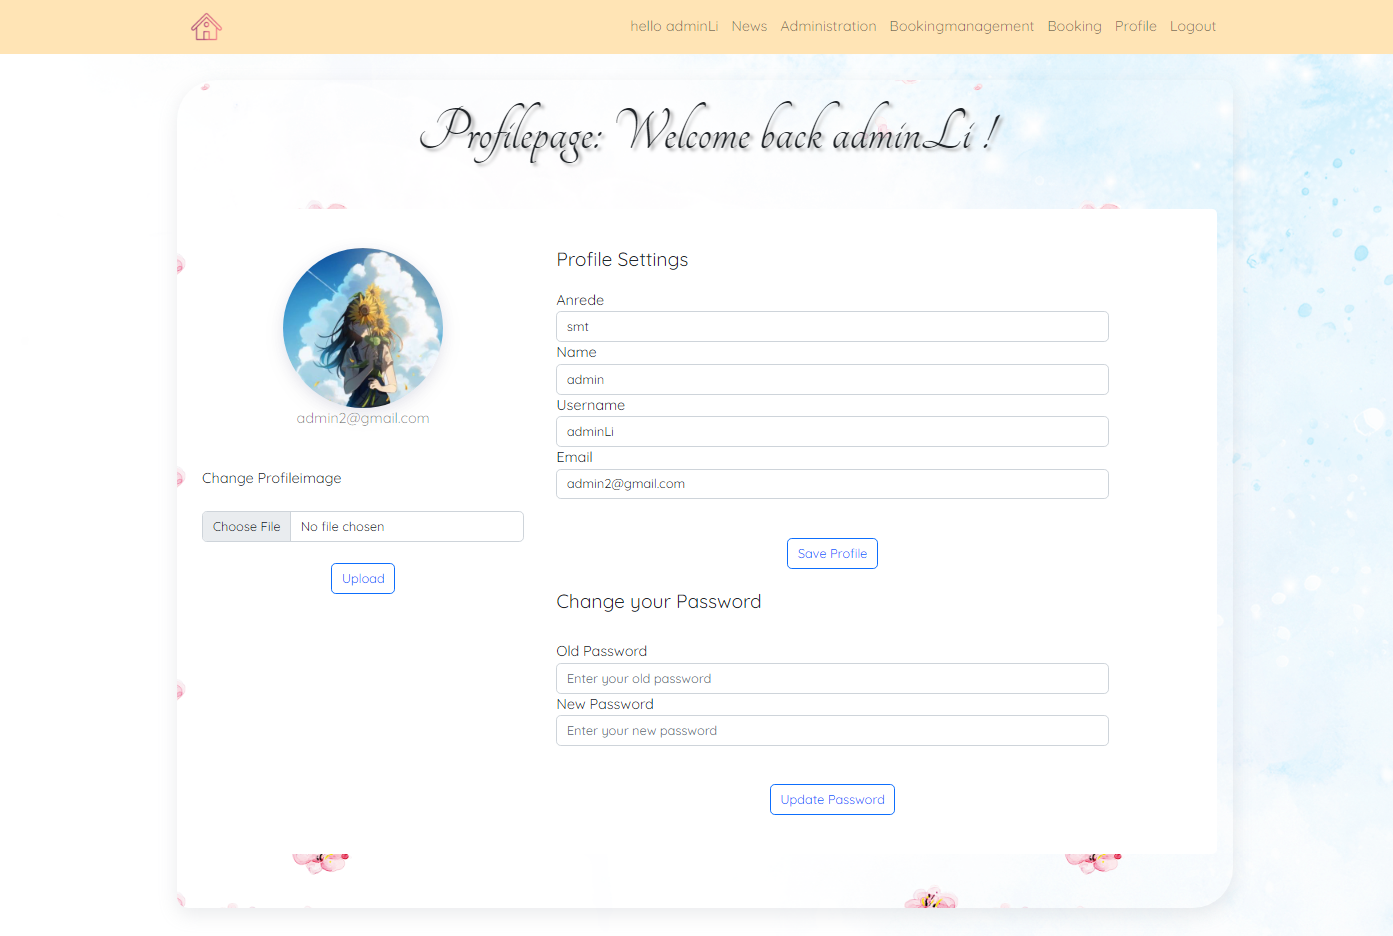 hello adminLi News Administration Bookingmanagement Booking Profile Logout
Profilepage: Welcome back adminLi !
admin2@gmail.com
Change Profileimage
Choose File No file chosen
Upload
Profile Settings
Anrede
smt
Name
admin
Username
adminLi
Email
admin2@gmail.com
Save Profile
Change your Password
Old Password
Enter your old password
New Password
Enter your new password
Update Password